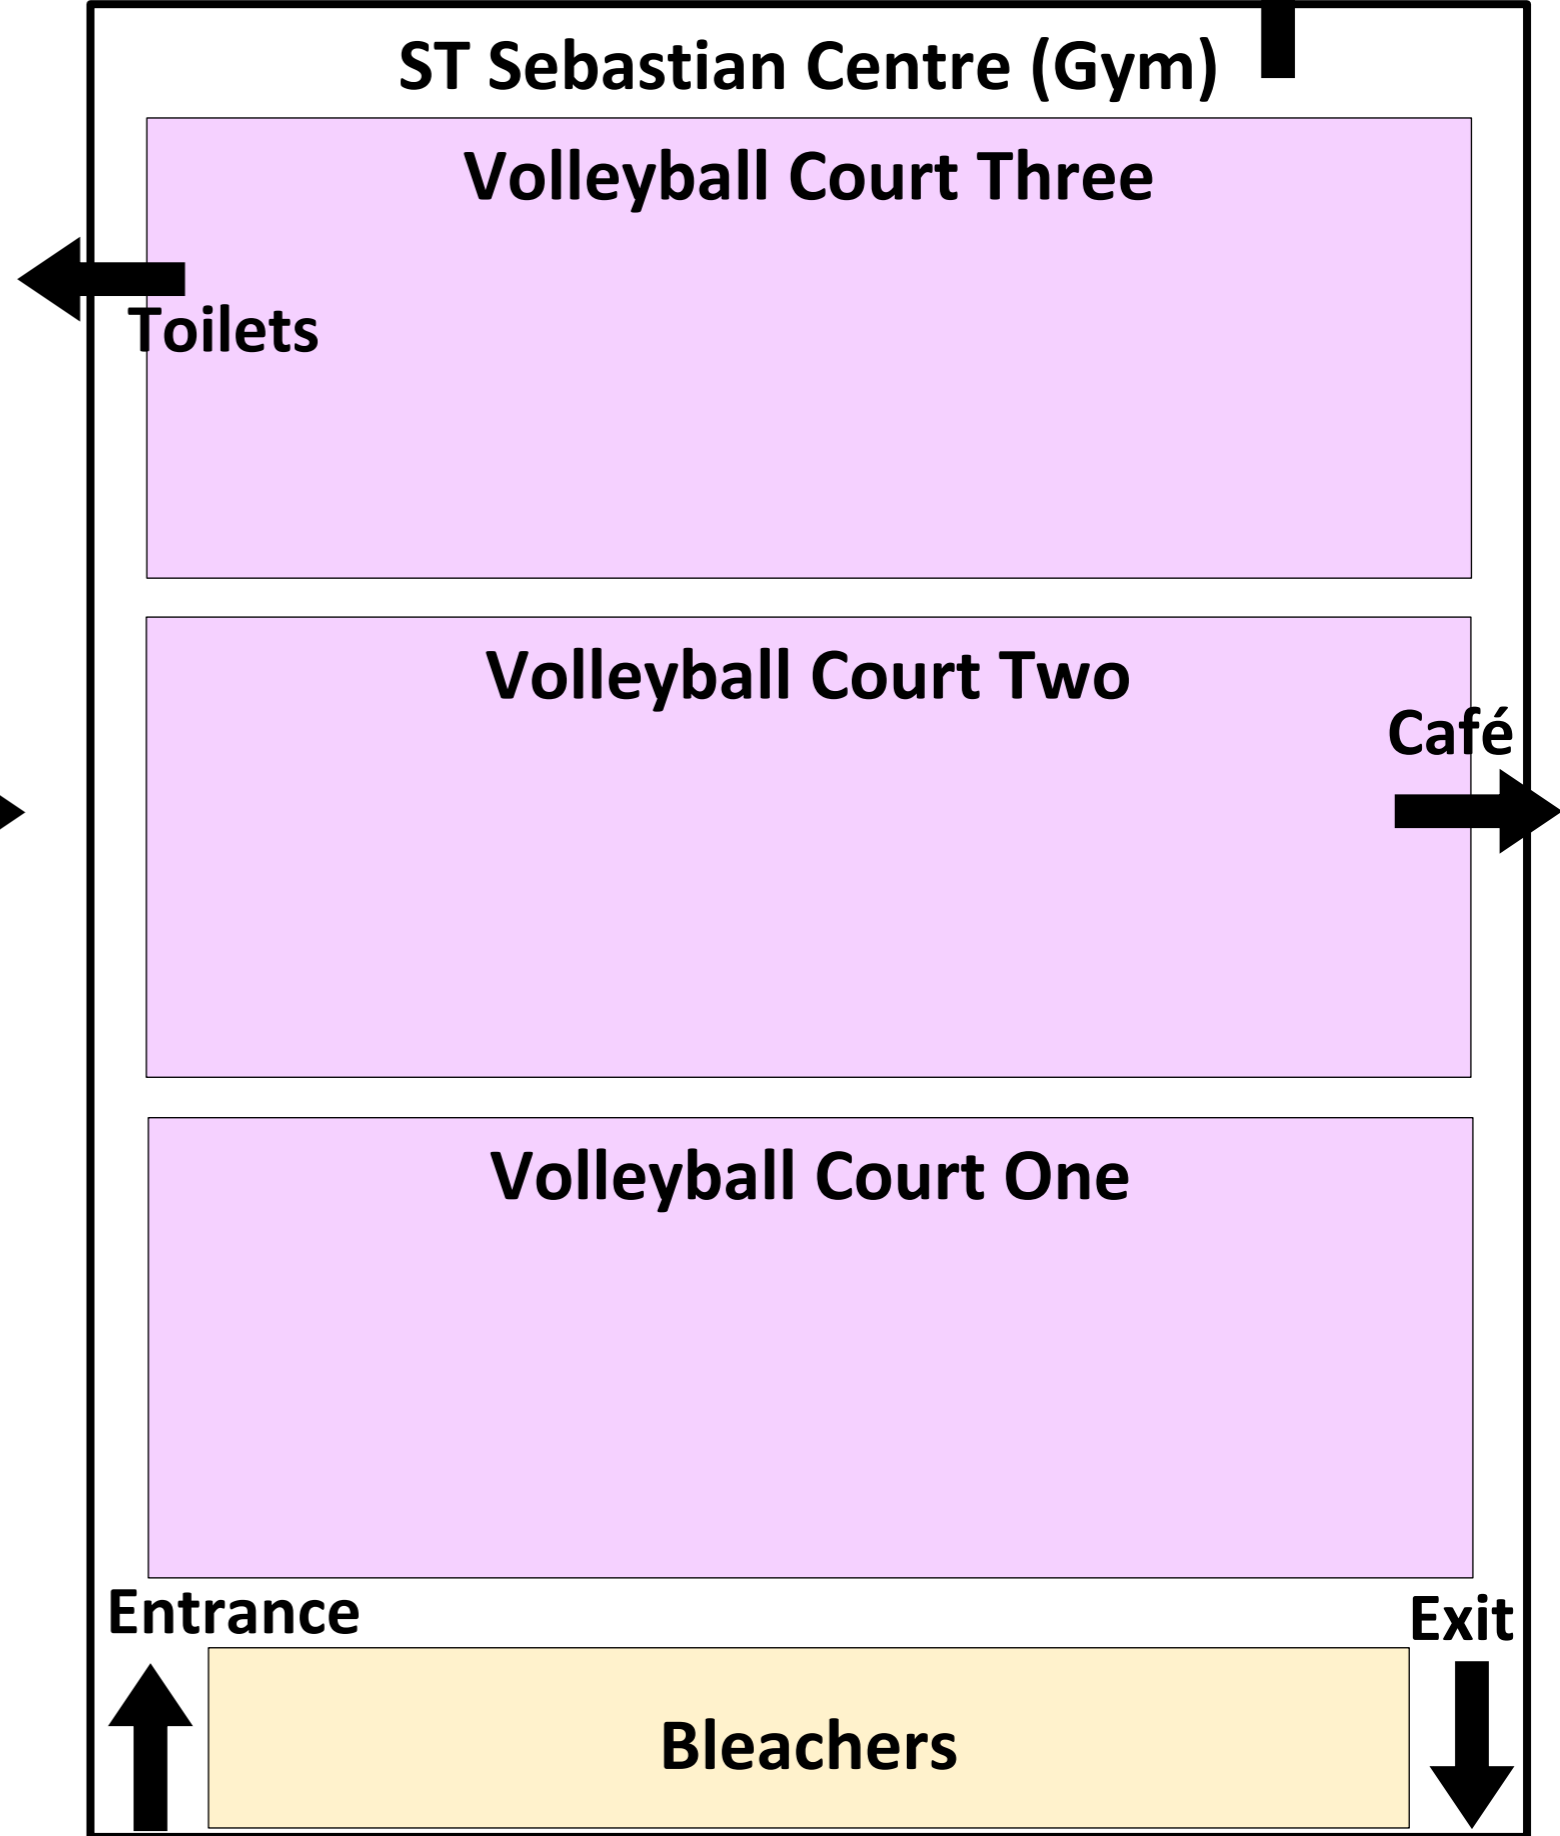 ST Sebastian Centre (Gym)
Volleyball Court Three
Toilets
Volleyball Court Two
Café
Volleyball Court One
Entrance
Exit
Bleachers